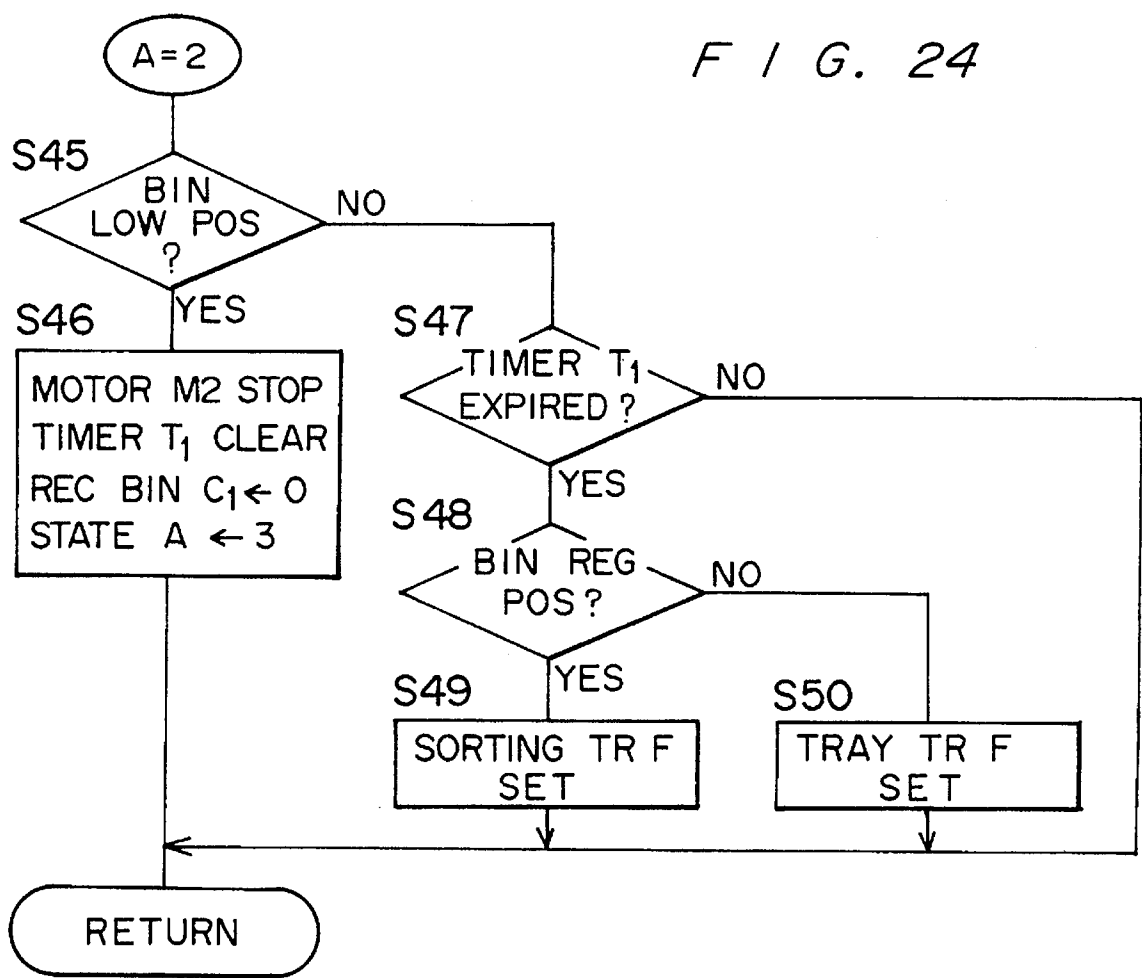 A=2
F I G. 24
S45
BIN
LOW POS
?
NO
YES
S46
MOTOR M2 STOP
TIMER T₁ CLEAR
REC BIN C₁←0
STATE A ←3
S47
TIMER T₁
EXPIRED?
NO
YES
S48
BIN REG
POS?
NO
YES
S49
SORTING TR F
SET
S50
TRAY TR F
SET
RETURN